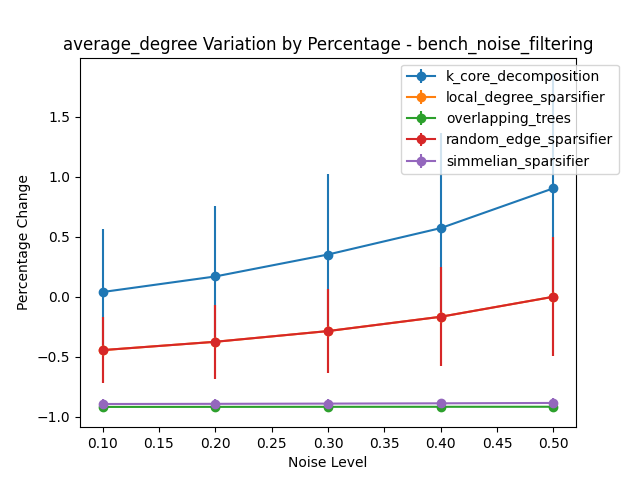 average_degree Variation by Percentage - bench_noise_filtering
k_core_decomposition
local_degree_sparsifier
overlapping_trees
random_edge_sparsifier
simmelian_sparsifier
Percentage Change
1.5
1.0
0.5
0.0
−0.5
−1.0
0.10 0.15 0.20 0.25 0.30 0.35 0.40 0.45 0.50
Noise Level